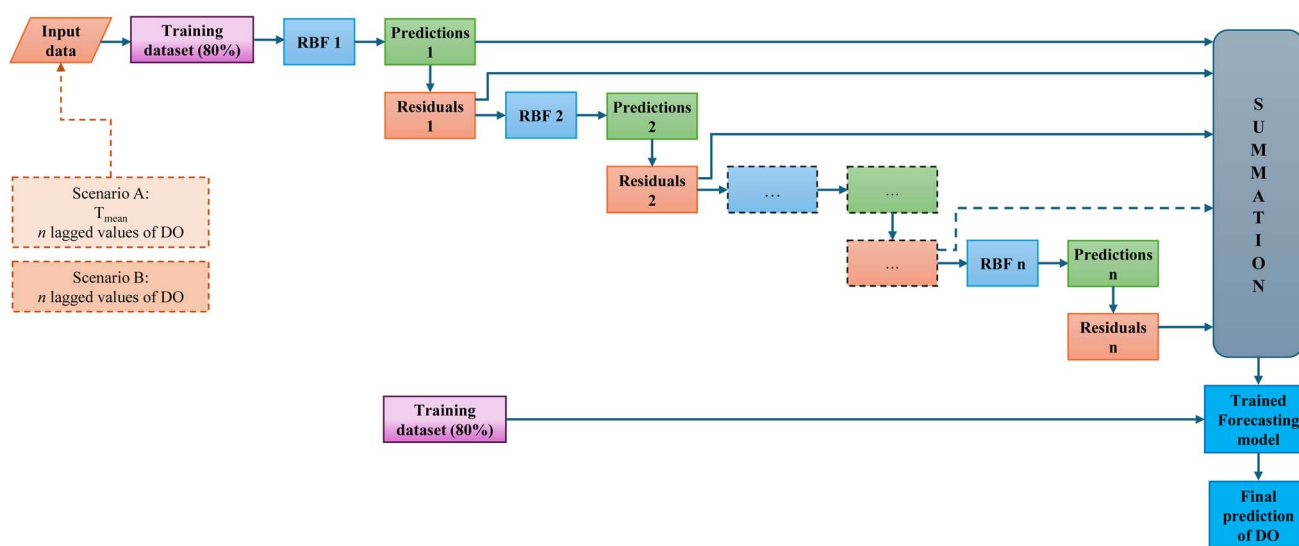 Input
data
Training
dataset (80%)
RBF 1
Predictions
1
Residuals
1
RBF 2
Predictions
2
Residuals
2
...
...
...
RBF n
Predictions
n
Residuals
n
S
U
M
M
A
T
I
O
N
Scenario A:
Tmean
n lagged values of DO
Scenario B:
n lagged values of DO
Training
dataset (80%)
Trained
Forecasting
model
Final
prediction
of DO